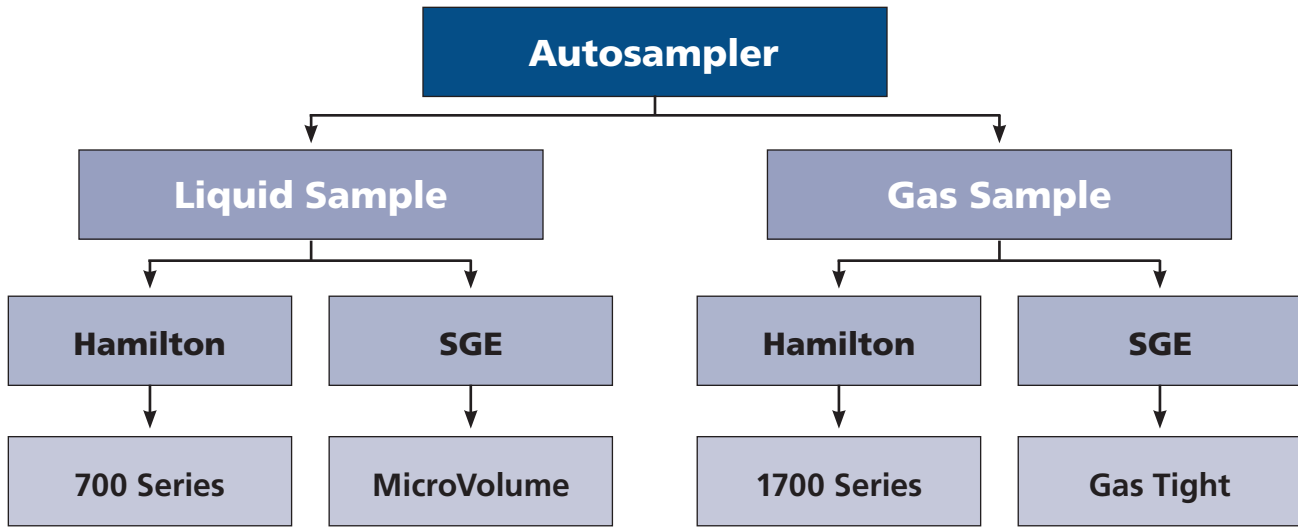 Autosampler
Liquid Sample
Gas Sample
Hamilton
SGE
Hamilton
SGE
700 Series
MicroVolume
1700 Series
Gas Tight